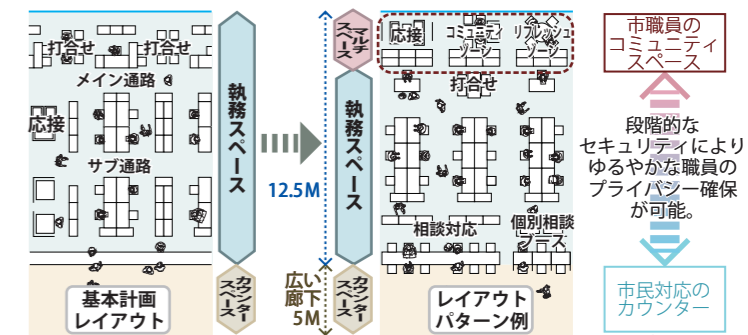 打合せ
打合せ
メイン通路
応接
サブ通路
基本計画
レイアウト
執務スペース
カウンター
スペース
マルチ
スペース
執務スペース
12.5M
広い
廊下
5M
カウンター
スペース
応接
コミュニティ
ゾーン
リフレッシュ
ゾーン
打合せ
相談対応
個別相談
ブース
レイアウト
パターン例
市職員の
コミュニティ
スペース
段階的な
セキュリティにより
ゆるやかな職員の
プライバシー確保
が可能。
市民対応の
カウンター